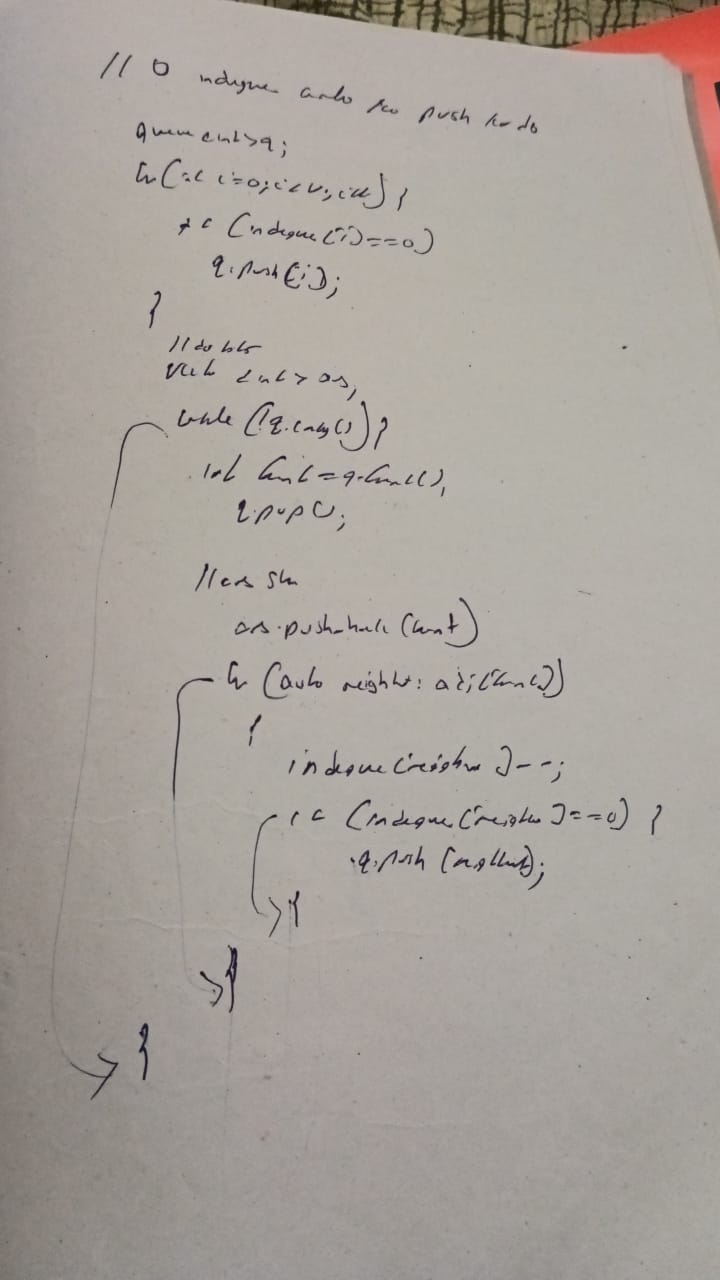 // 0 indegree walo ko push kardo
queue<int>q;
for(int i=0;i<v;i++) {
if (indegree[i]==0)
q.push(i);
}
// do bfs
vector<int> ans;
while (!q.empty()) {
int front=q.front();
q.pop();
//ans store
ans.push_back(front)
for (auto neighbour: adj[front])
{
indegree[neighbour]--;
if (indegree[neighbour]==0) {
q.push(neighbour);
}
}
}